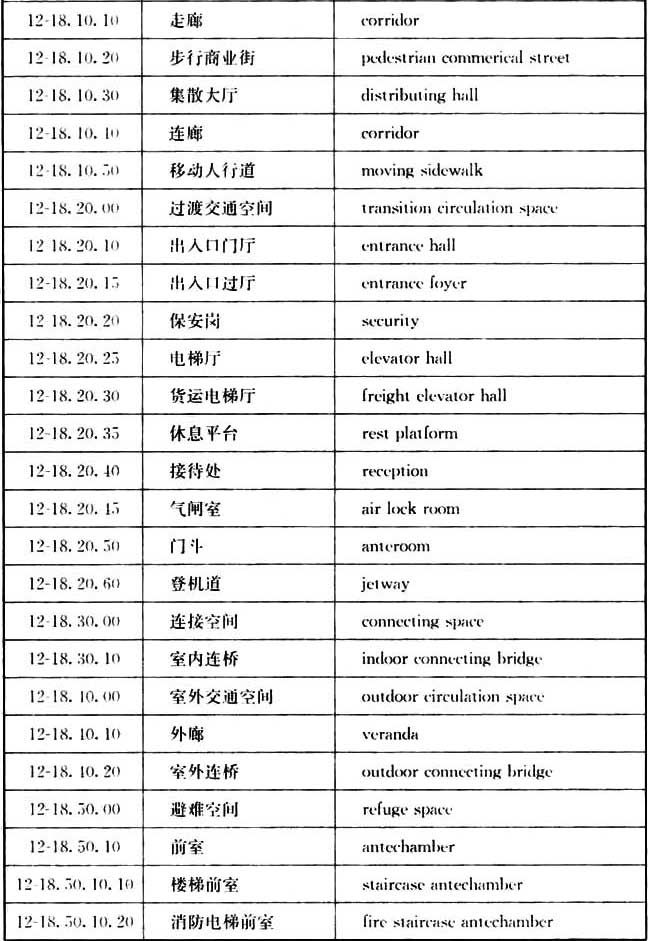 12-18.10.10 走廊 corridor
12-18.10.20 步行商业街 pedestrian commerical street
12-18.10.30 集散大厅 distributing hall
12-18.10.40 连廊 corridor
12-18.10.50 移动人行道 moving sidewalk
12-18.20.00 过渡交通空间 transition circulation space
12-18.20.10 出入口门厅 entrance hall
12-18.20.15 出入口过厅 entrance foyer
12-18.20.20 保安岗 security
12-18.20.25 电梯厅 elevator hall
12-18.20.30 货运电梯厅 freight elevator hall
12-18.20.35 休息平台 rest platform
12-18.20.40 接待处 reception
12-18.20.45 气闸室 air lock room
12-18.20.50 门斗 anteroom
12-18.20.60 登机道 jetway
12-18.30.00 连接空间 connecting space
12-18.30.10 室内连桥 indoor connecting bridge
12-18.40.00 室外交通空间 outdoor circulation space
12-18.40.10 外廊 veranda
12-18.40.20 室外连桥 outdoor connecting bridge
12-18.50.00 避难空间 refuge space
12-18.50.10 前室 antechamber
12-18.50.10.10 楼梯前室 staircase antechamber
12-18.50.10.20 消防电梯前室 fire staircase antechamber